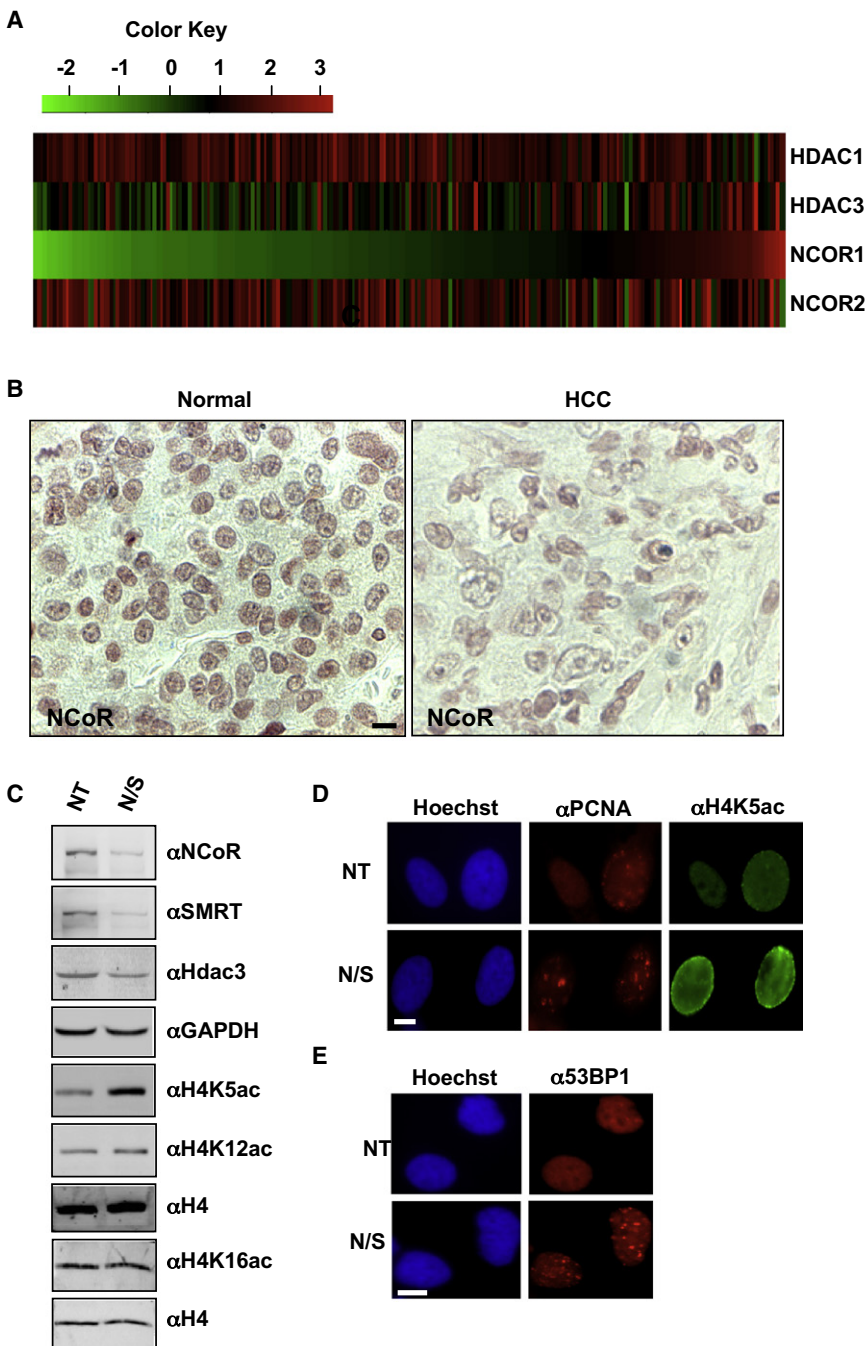 A
Color Key
-2 -1 0 1 2 3
HDAC1
HDAC3
NCOR1
NCOR2
C
B
Normal HCC
NCoR NCoR
C
NT N/S
αNCoR
αSMRT
αHdac3
αGAPDH
αH4K5ac
αH4K12ac
αH4
αH4K16ac
αH4
D
Hoechst αPCNA αH4K5ac
NT
N/S
E
Hoechst α53BP1
NT
N/S